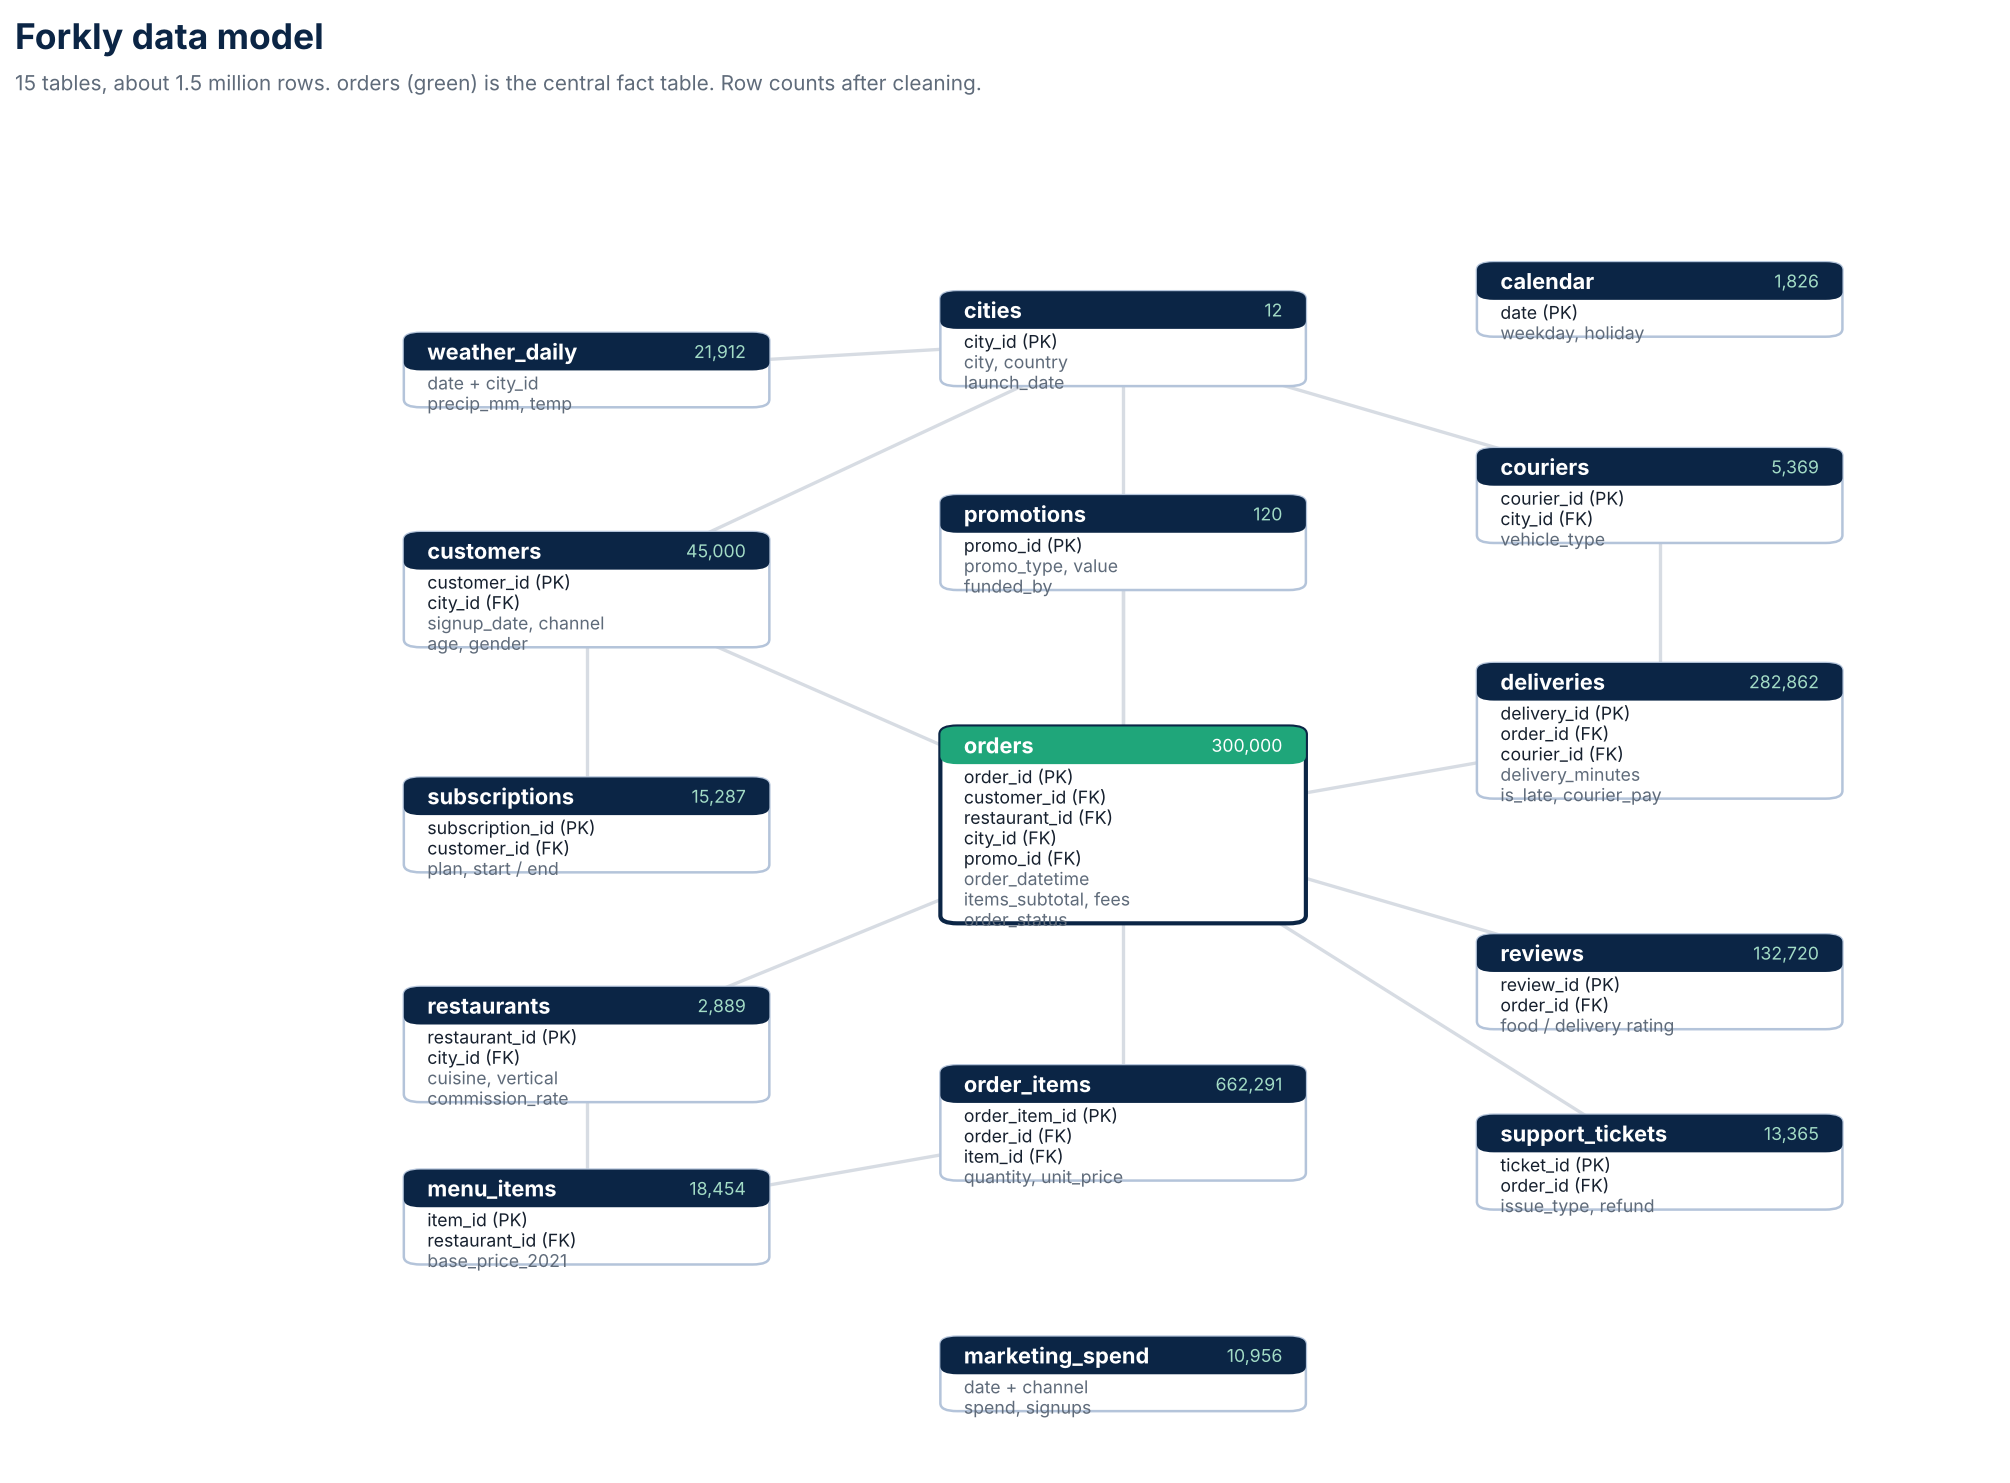 Forkly data model
15 tables, about 1.5 million rows. orders (green) is the central fact table. Row counts after cleaning.
calendar 1,826
date (PK)
weekday, holiday
cities 12
city_id (PK)
city, country
launch_date
weather_daily 21,912
date + city_id
precip_mm, temp
couriers 5,369
courier_id (PK)
city_id (FK)
vehicle_type
promotions 120
promo_id (PK)
promo_type, value
funded_by
customers 45,000
customer_id (PK)
city_id (FK)
signup_date, channel
age, gender
deliveries 282,862
delivery_id (PK)
order_id (FK)
courier_id (FK)
delivery_minutes
is_late, courier_pay
orders 300,000
order_id (PK)
customer_id (FK)
restaurant_id (FK)
city_id (FK)
promo_id (FK)
order_datetime
items_subtotal, fees
order_status
subscriptions 15,287
subscription_id (PK)
customer_id (FK)
plan, start / end
reviews 132,720
review_id (PK)
order_id (FK)
food / delivery rating
restaurants 2,889
restaurant_id (PK)
city_id (FK)
cuisine, vertical
commission_rate
order_items 662,291
order_item_id (PK)
order_id (FK)
item_id (FK)
quantity, unit_price
support_tickets 13,365
ticket_id (PK)
order_id (FK)
issue_type, refund
menu_items 18,454
item_id (PK)
restaurant_id (FK)
base_price_2021
marketing_spend 10,956
date + channel
spend, signups